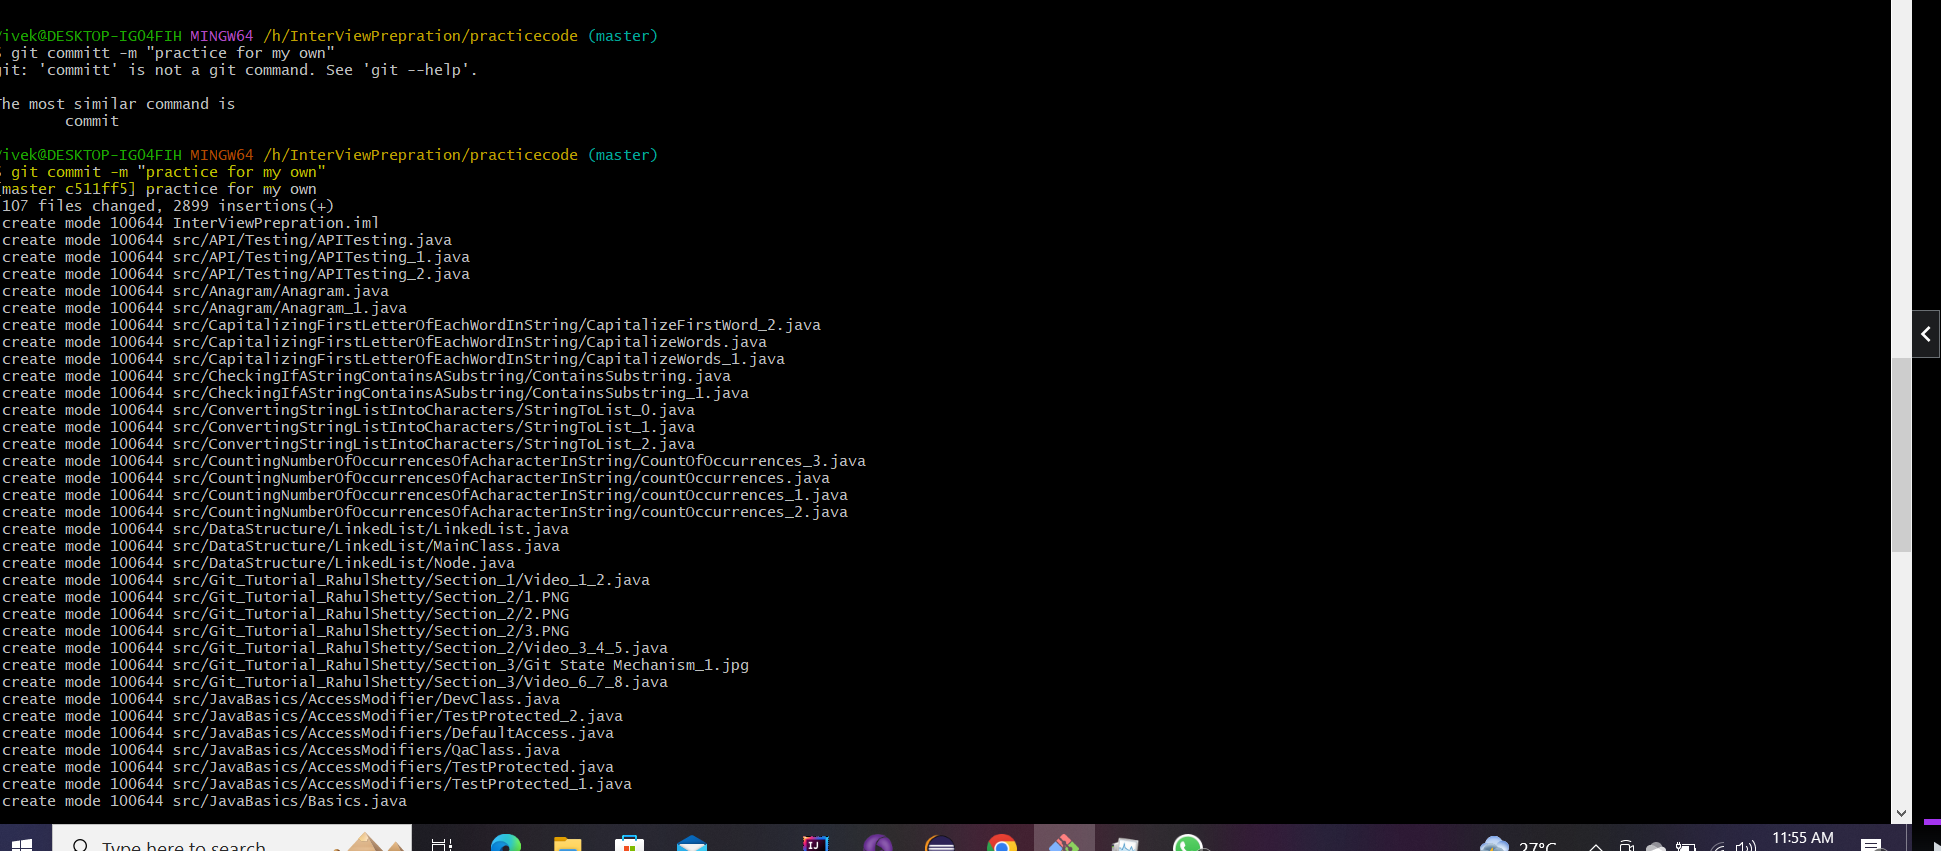 ivek@DESKTOP-IGO4FIH MINGW64 /h/InterViewPrepration/practicecode (master)
$ git committ -m "practice for my own"
git: 'committ' is not a git command. See 'git --help'.
The most similar command is
commit
ivek@DESKTOP-IGO4FIH MINGW64 /h/InterViewPrepration/practicecode (master)
$ git commit -m "practice for my own"
[master c511ff5] practice for my own
107 files changed, 2899 insertions(+)
create mode 100644 InterViewPrepration.iml
create mode 100644 src/API/Testing/APITesting.java
create mode 100644 src/API/Testing/APITesting_1.java
create mode 100644 src/API/Testing/APITesting_2.java
create mode 100644 src/Anagram/Anagram.java
create mode 100644 src/Anagram/Anagram_1.java
create mode 100644 src/CapitalizingFirstLetterOfEachWordInString/CapitalizeFirstWord_2.java
create mode 100644 src/CapitalizingFirstLetterOfEachWordInString/CapitalizeWords.java
create mode 100644 src/CapitalizingFirstLetterOfEachWordInString/CapitalizeWords_1.java
create mode 100644 src/CheckingIfAStringContainsASubstring/ContainsSubstring.java
create mode 100644 src/CheckingIfAStringContainsASubstring/ContainsSubstring_1.java
create mode 100644 src/ConvertingStringListIntoCharacters/StringToList_0.java
create mode 100644 src/ConvertingStringListIntoCharacters/StringToList_1.java
create mode 100644 src/ConvertingStringListIntoCharacters/StringToList_2.java
create mode 100644 src/CountingNumberOfOccurrencesOfAcharacterInString/CountOfOccurrences_3.java
create mode 100644 src/CountingNumberOfOccurrencesOfAcharacterInString/countOccurrences.java
create mode 100644 src/CountingNumberOfOccurrencesOfAcharacterInString/countOccurrences_1.java
create mode 100644 src/CountingNumberOfOccurrencesOfAcharacterInString/countOccurrences_2.java
create mode 100644 src/DataStructure/LinkedList/LinkedList.java
create mode 100644 src/DataStructure/LinkedList/MainClass.java
create mode 100644 src/DataStructure/LinkedList/Node.java
create mode 100644 src/Git_Tutorial_RahulShetty/Section_1/Video_1_2.java
create mode 100644 src/Git_Tutorial_RahulShetty/Section_2/1.PNG
create mode 100644 src/Git_Tutorial_RahulShetty/Section_2/2.PNG
create mode 100644 src/Git_Tutorial_RahulShetty/Section_2/3.PNG
create mode 100644 src/Git_Tutorial_RahulShetty/Section_2/Video_3_4_5.java
create mode 100644 src/Git_Tutorial_RahulShetty/Section_3/Git State Mechanism_1.jpg
create mode 100644 src/Git_Tutorial_RahulShetty/Section_3/Video_6_7_8.java
create mode 100644 src/JavaBasics/AccessModifier/DevClass.java
create mode 100644 src/JavaBasics/AccessModifier/TestProtected_2.java
create mode 100644 src/JavaBasics/AccessModifiers/DefaultAccess.java
create mode 100644 src/JavaBasics/AccessModifiers/QaClass.java
create mode 100644 src/JavaBasics/AccessModifiers/TestProtected.java
create mode 100644 src/JavaBasics/AccessModifiers/TestProtected_1.java
create mode 100644 src/JavaBasics/Basics.java
Type here to search
IJ
27°C
11:55 AM